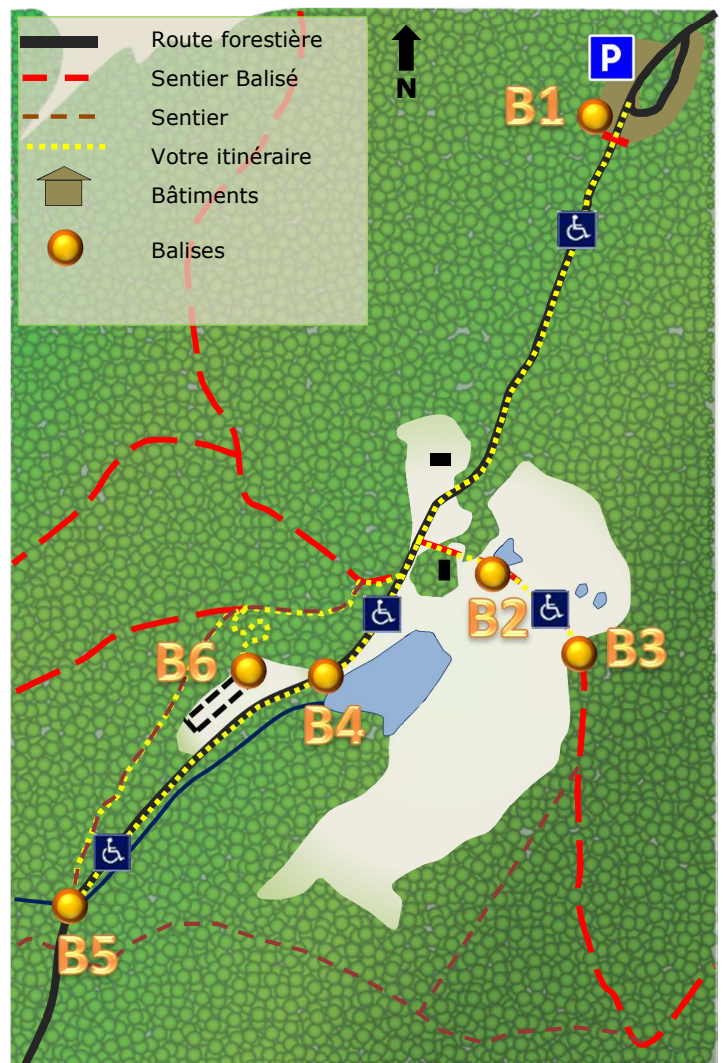 Route forestière
Sentier Balisé
Sentier
Votre itinéraire
Bâtiments
Balises
N
P
B1
B2
B3
B6
B4
B5